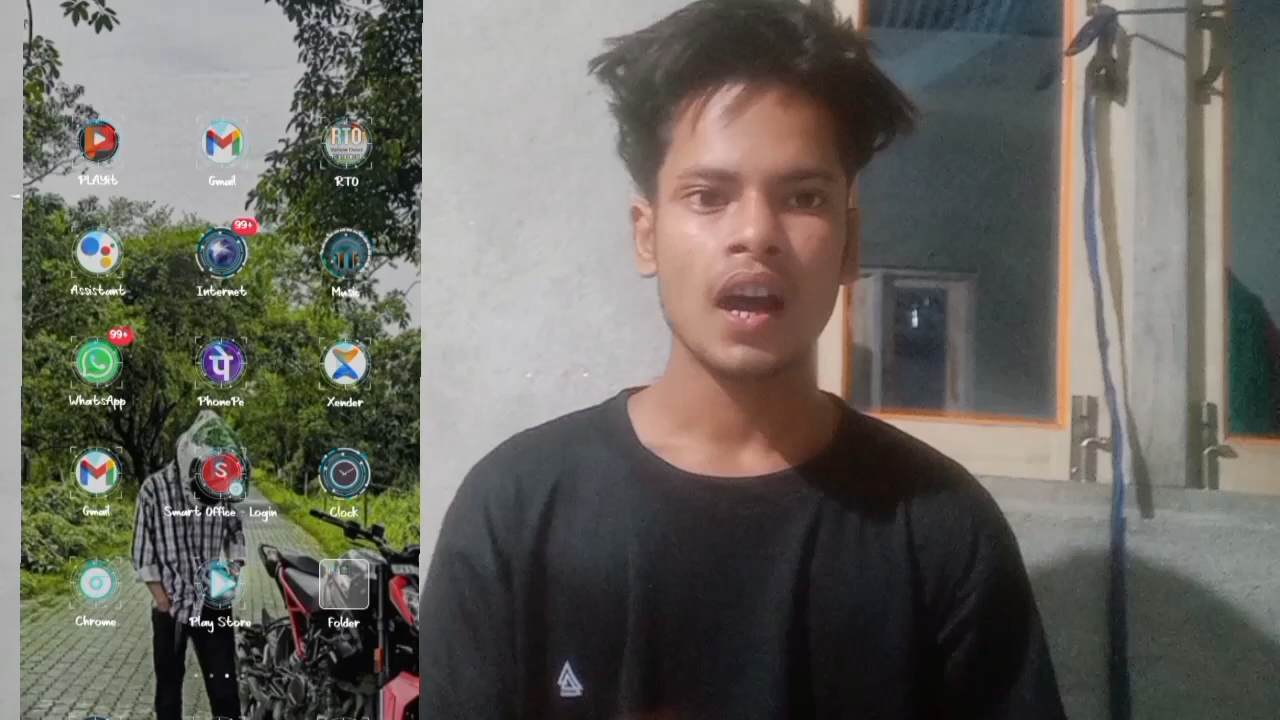 RTO
PLAYit
Gmail
RTO
99+
Assistant
Internet
Music
99+
पे
WhatsApp
PhonePe
Xender
S
Gmail
Smart Office - Login
Clock
Chrome
Play Store
Folder